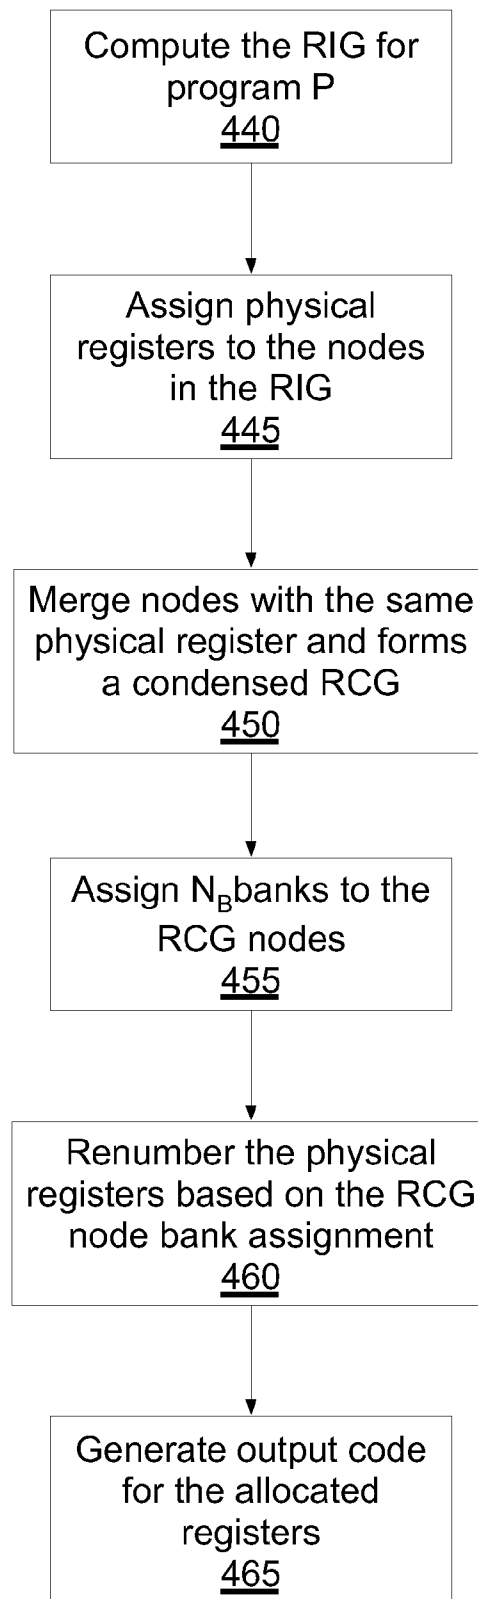 Compute the RIG for
program P
440
Assign physical
registers to the nodes
in the RIG
445
Merge nodes with the same
physical register and forms
a condensed RCG
450
Assign NBbanks to the
RCG nodes
455
Renumber the physical
registers based on the RCG
node bank assignment
460
Generate output code
for the allocated
registers
465